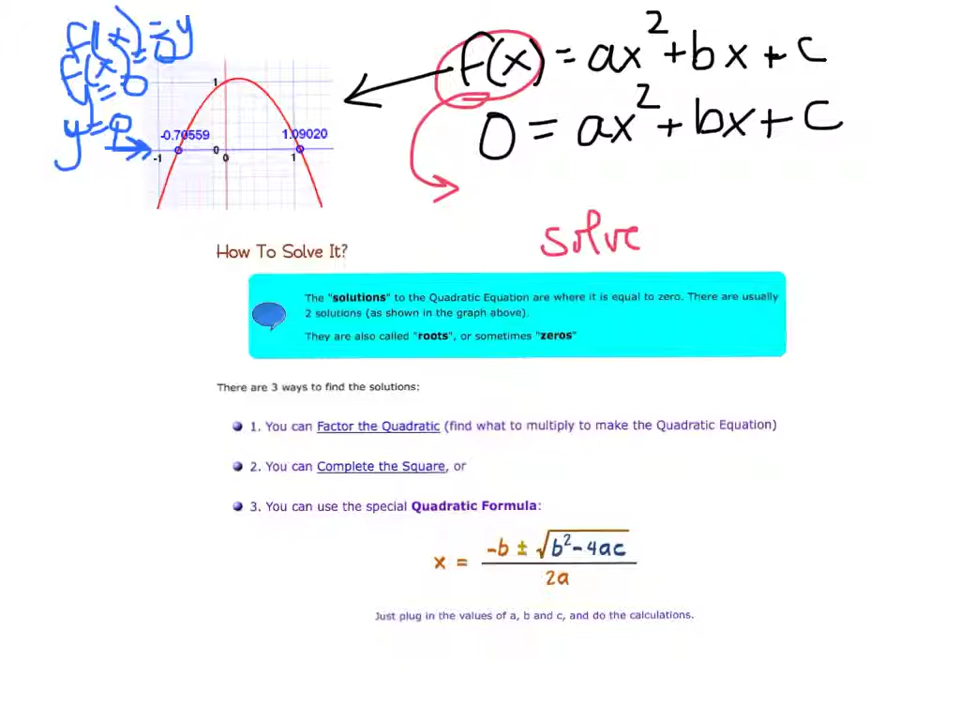 f(x)=y
f(x)=0
y=0
f(x)=ax²+bx+c
0=ax²+bx+c
1
-0.70559
1.09020
0
-1
0
1
solve
How To Solve It?
The "solutions" to the Quadratic Equation are where it is equal to zero. There are usually
2 solutions (as shown in the graph above).
They are also called "roots", or sometimes "zeros"
There are 3 ways to find the solutions:
1. You can Factor the Quadratic (find what to multiply to make the Quadratic Equation)
2. You can Complete the Square, or
3. You can use the special Quadratic Formula:
x = -b ± √b²-4ac
2a
Just plug in the values of a, b and c, and do the calculations.